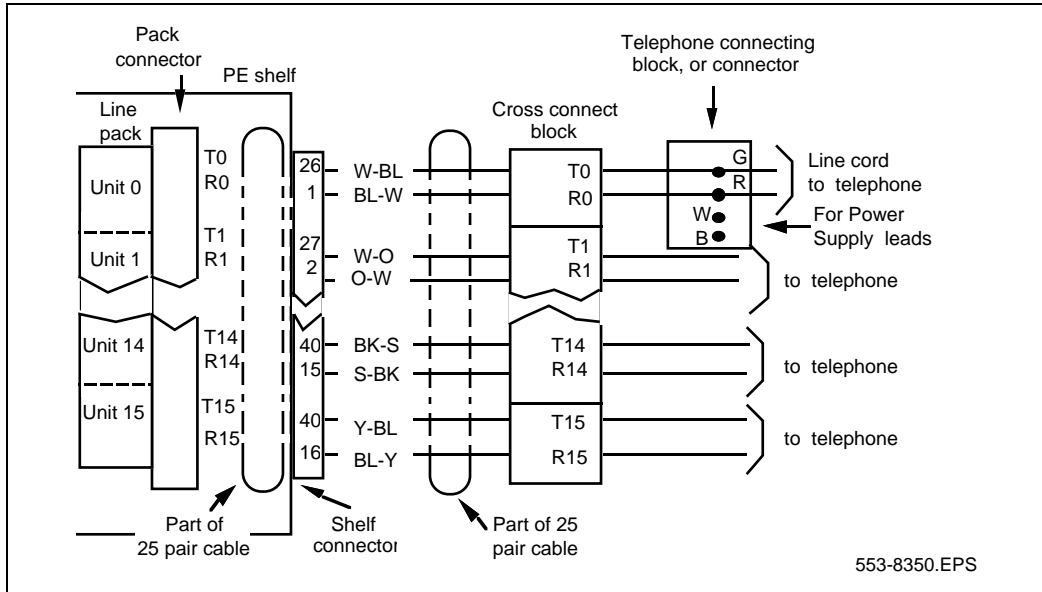 Pack
connector
PE shelf
Telephone connecting
block, or connector
Line
pack
Cross connect
block
Unit 0
T0
R0
26
W-BL
1
BL-W
T0
R0
G
R
W
B
Line cord
to telephone
For Power
Supply leads
Unit 1
T1
R1
27
W-O
2
O-W
T1
R1
to telephone
Unit 14
T14
R14
40
BK-S
15
S-BK
T14
R14
to telephone
Unit 15
T15
R15
40
Y-BL
16
BL-Y
T15
R15
to telephone
Part of
25 pair cable
Shelf
connector
Part of 25
pair cable
553-8350.EPS